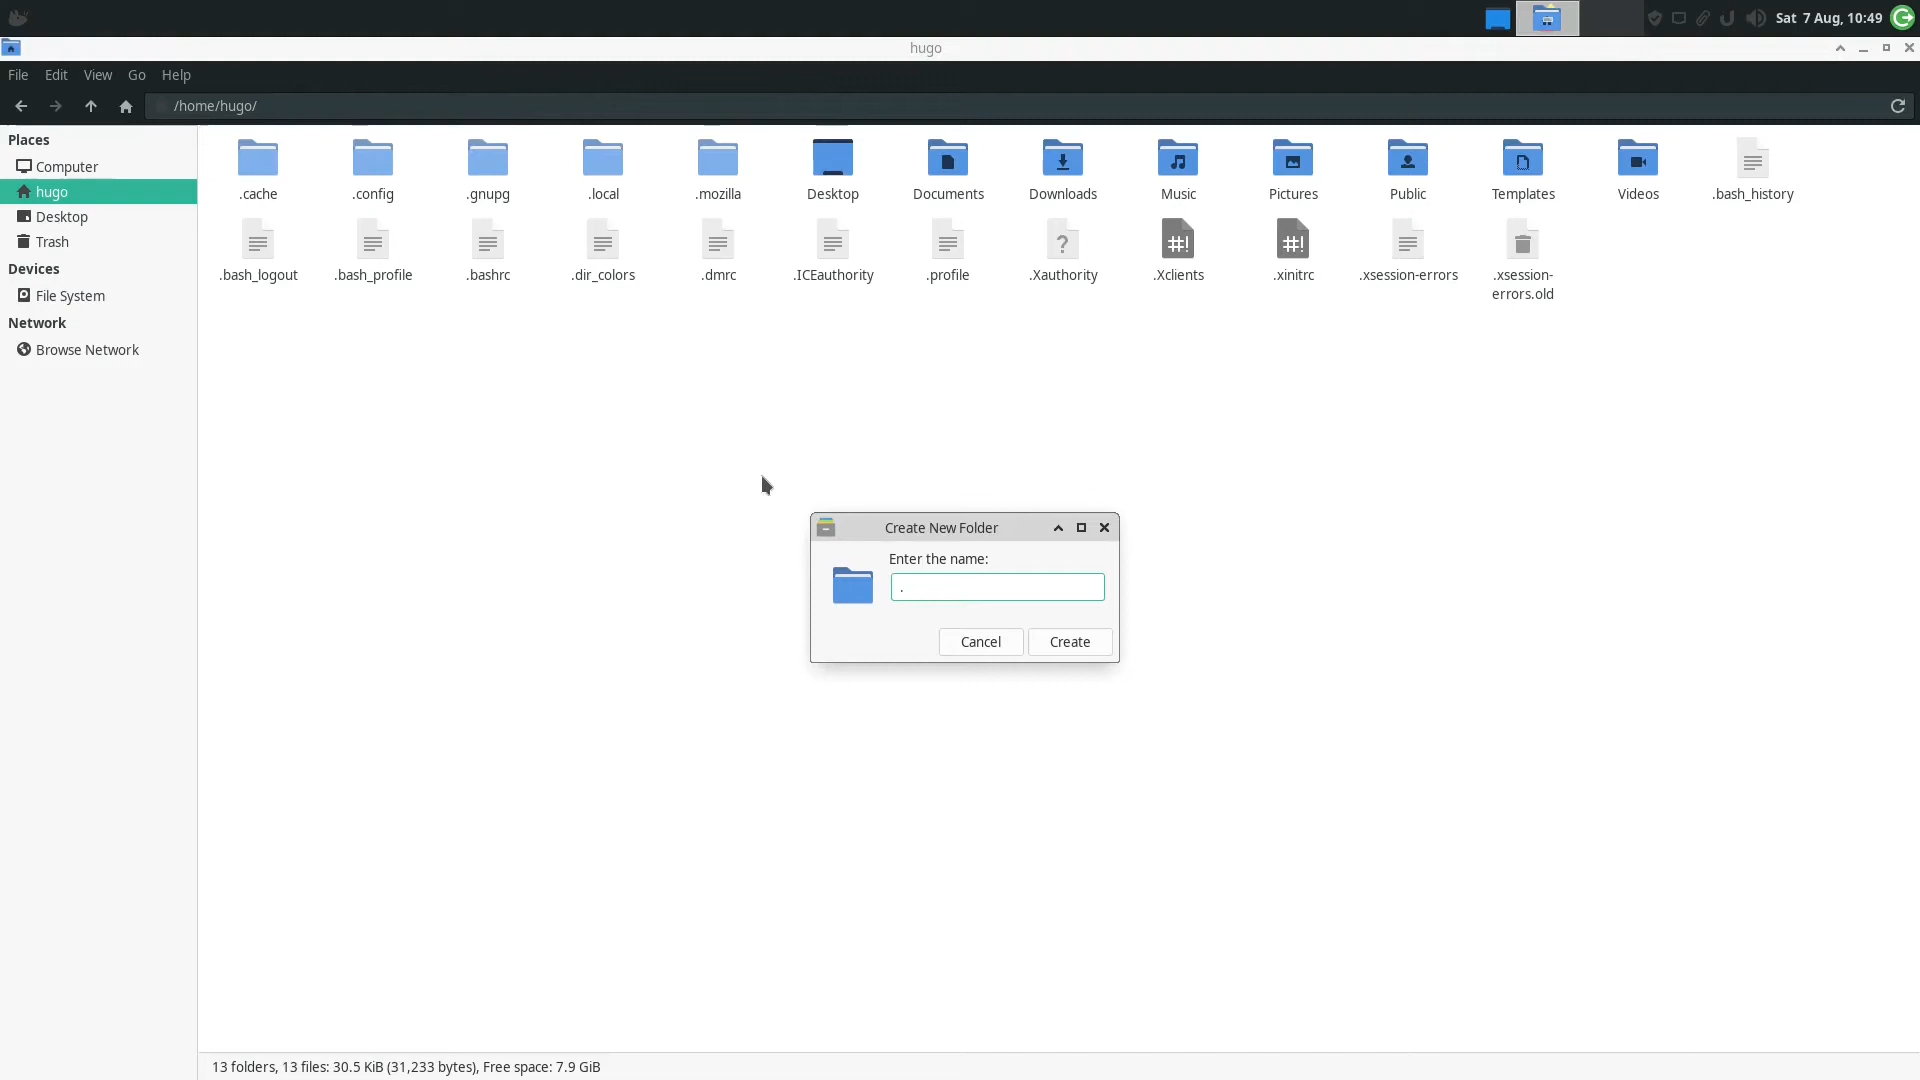 Sat 7 Aug, 10:49
hugo
File Edit View Go Help
/home/hugo/
Places
Computer
hugo
Desktop
Trash
Devices
File System
Network
Browse Network
.cache .config .gnupg .local .mozilla Desktop Documents Downloads Music Pictures Public Templates Videos .bash_history
.bash_logout .bash_profile .bashrc .dir_colors .dmrc .ICEauthority .profile .Xauthority .Xclients .xinitrc .xsession-errors .xsession-
errors.old
Create New Folder
Enter the name:
.
Cancel Create
13 folders, 13 files: 30.5 KiB (31,233 bytes), Free space: 7.9 GiB